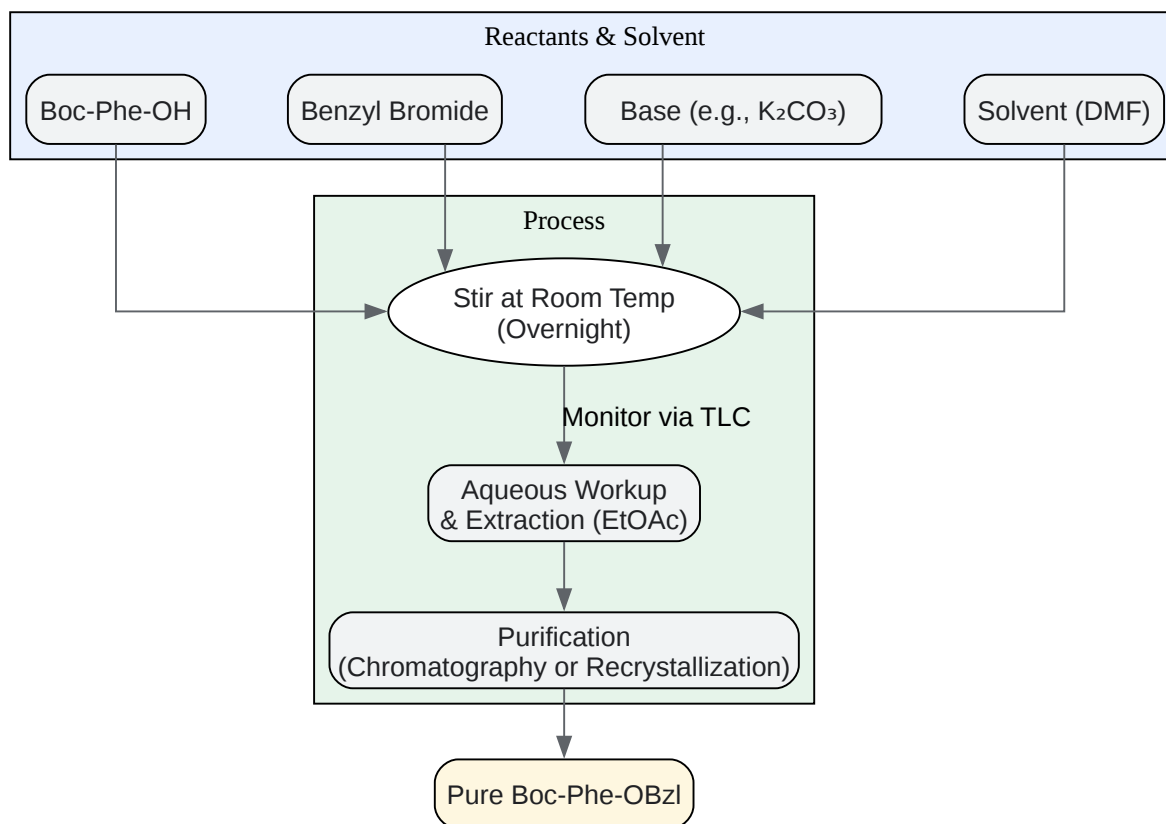 Reactants & Solvent
Boc-Phe-OH
Benzyl Bromide
Base (e.g., K₂CO₃)
Solvent (DMF)
Process
Stir at Room Temp
(Overnight)
Monitor via TLC
Aqueous Workup
& Extraction (EtOAc)
Purification
(Chromatography or Recrystallization)
Pure Boc-Phe-OBzl